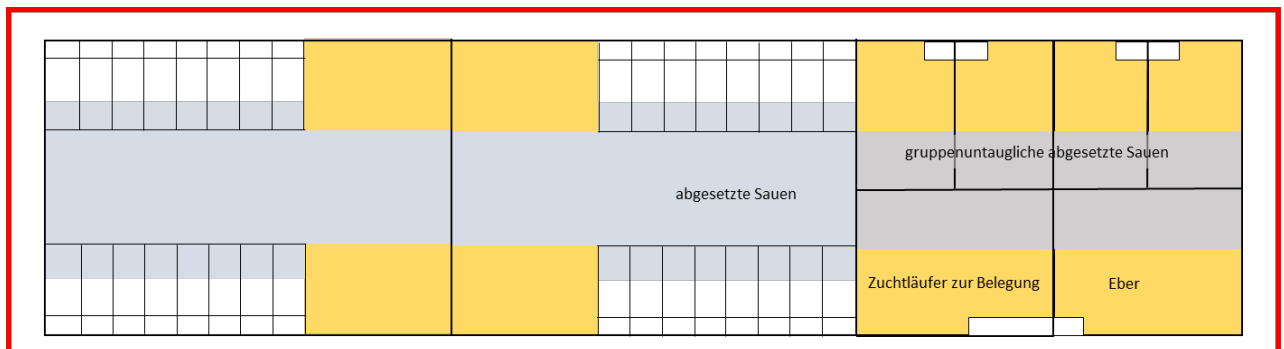 gruppenuntaugliche abgesetzte Sauen
abgesetzte Sauen
Zuchtläufer zur Belegung
Eber